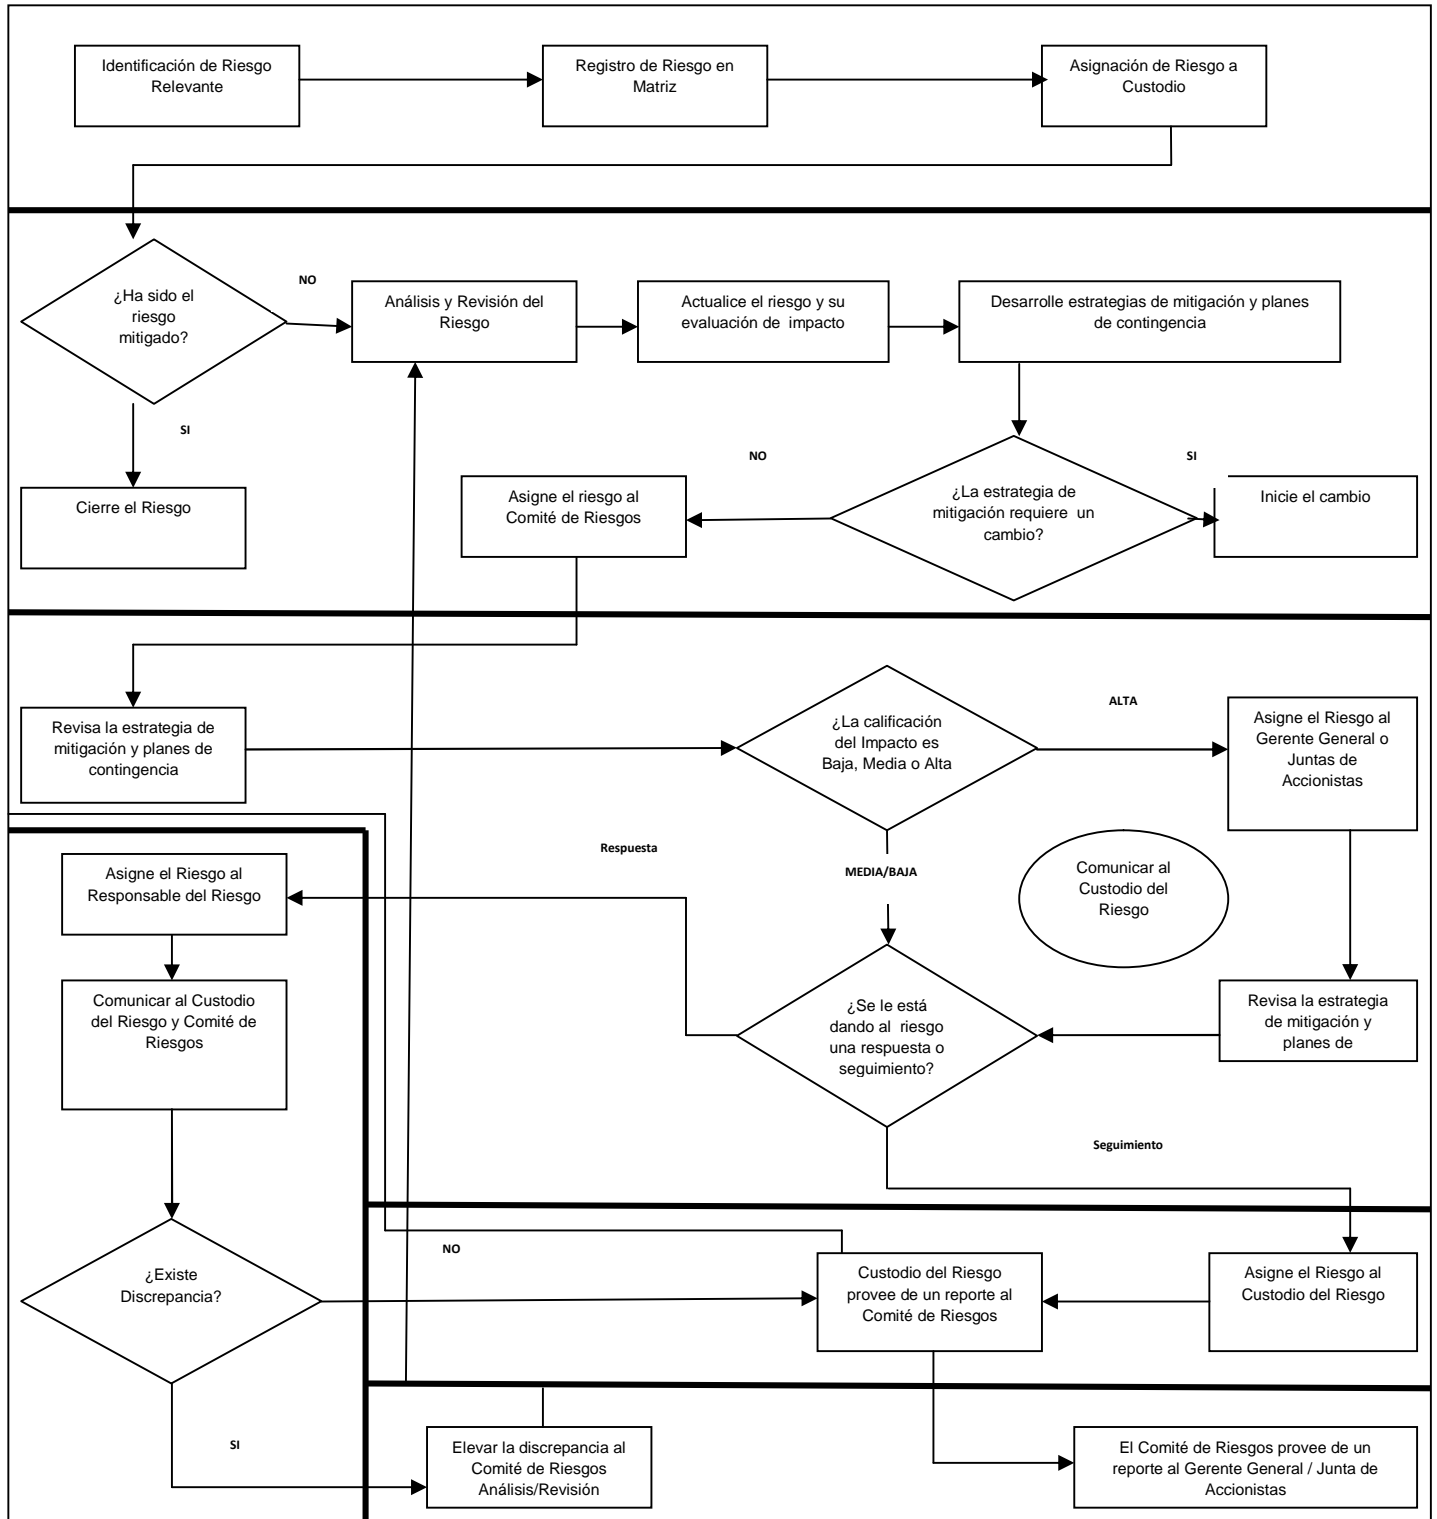 Identificación de Riesgo
Relevante
Registro de Riesgo en
Matriz
Asignación de Riesgo a
Custodio
¿Ha sido el
riesgo
mitigado?
NO
Análisis y Revisión del
Riesgo
Actualice el riesgo y su
evaluación de impacto
Desarrolle estrategias de mitigación y planes
de contingencia
SI
Cierre el Riesgo
NO
Asigne el riesgo al
Comité de Riesgos
¿La estrategia de
mitigación requiere un
cambio?
SI
Inicie el cambio
Revisa la estrategia de
mitigación y planes de
contingencia
¿La calificación
del Impacto es
Baja, Media o Alta
ALTA
Asigne el Riesgo al
Gerente General o
Juntas de
Accionistas
Respuesta
MEDIA/BAJA
Comunicar al
Custodio del
Riesgo
Asigne el Riesgo al
Responsable del Riesgo
Comunicar al Custodio
del Riesgo y Comité de
Riesgos
¿Se le está
dando al riesgo
una respuesta o
seguimiento?
Revisa la estrategia
de mitigación y
planes de
Seguimiento
¿Existe
Discrepancia?
NO
Custodio del Riesgo
provee de un reporte al
Comité de Riesgos
Asigne el Riesgo al
Custodio del Riesgo
SI
Elevar la discrepancia al
Comité de Riesgos
Análisis/Revisión
El Comité de Riesgos provee de un
reporte al Gerente General / Junta de
Accionistas